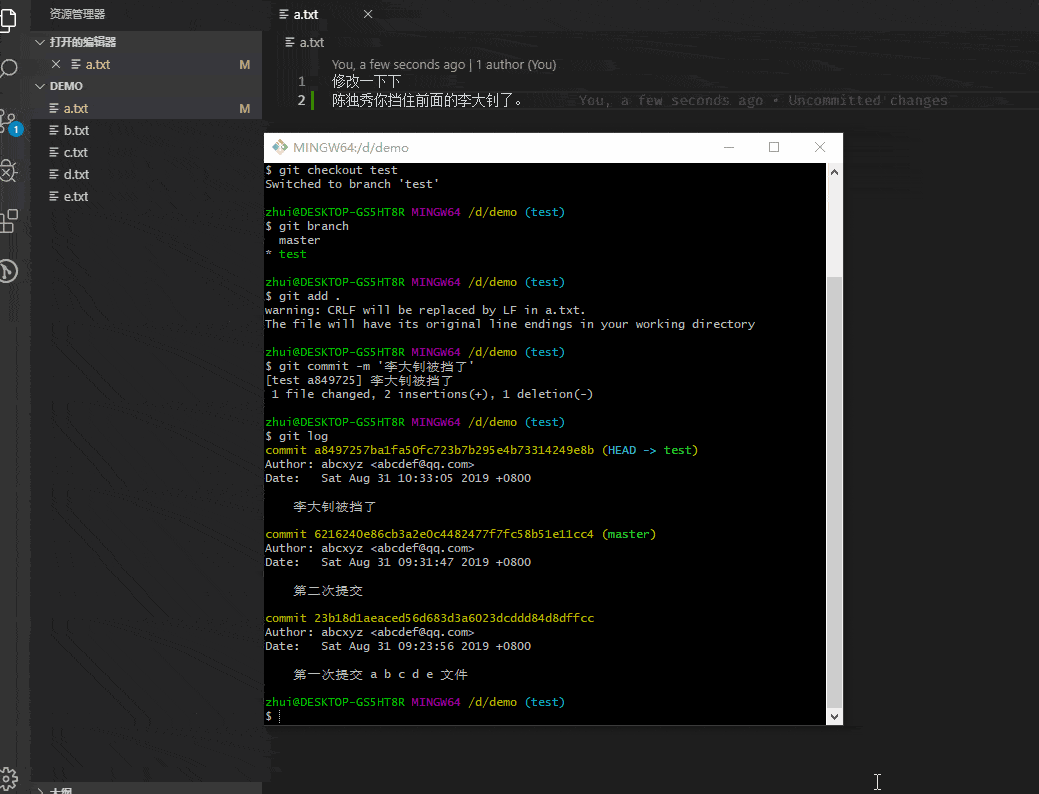 资源管理器
打开的编辑器
a.txt M
DEMO
a.txt M
b.txt
c.txt
d.txt
e.txt
1
大纲
a.txt
a.txt
You, a few seconds ago | 1 author (You)
1 修改一下下
2 陈独秀你挡住前面的李大钊了。 You, a few seconds ago • Uncommitted changes
MINGW64:/d/demo
$ git checkout test
Switched to branch 'test'
zhui@DESKTOP-GS5HT8R MINGW64 /d/demo (test)
$ git branch
master
* test
zhui@DESKTOP-GS5HT8R MINGW64 /d/demo (test)
$ git add .
warning: CRLF will be replaced by LF in a.txt.
The file will have its original line endings in your working directory
zhui@DESKTOP-GS5HT8R MINGW64 /d/demo (test)
$ git commit -m '李大钊被挡了'
[test a849725] 李大钊被挡了
1 file changed, 2 insertions(+), 1 deletion(-)
zhui@DESKTOP-GS5HT8R MINGW64 /d/demo (test)
$ git log
commit a8497257ba1fa50fc723b7b295e4b73314249e8b (HEAD -> test)
Author: abcxyz <abcdef@qq.com>
Date: Sat Aug 31 10:33:05 2019 +0800
李大钊被挡了
commit 6216240e86cb3a2e0c4482477f7fc58b51e11cc4 (master)
Author: abcxyz <abcdef@qq.com>
Date: Sat Aug 31 09:31:47 2019 +0800
第二次提交
commit 23b18d1aeaced56d683d3a6023dcddd84d8dffcc
Author: abcxyz <abcdef@qq.com>
Date: Sat Aug 31 09:23:56 2019 +0800
第一次提交 a b c d e 文件
zhui@DESKTOP-GS5HT8R MINGW64 /d/demo (test)
$